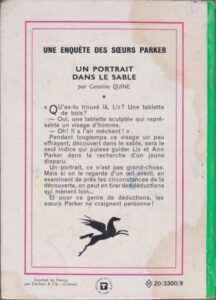 UNE ENQUÊTE DES SŒURS PARKER
UN PORTRAIT
DANS LE SABLE
par Caroline QUINE
« QU'as-tu trouvé là, Liz? Une tablette
de bois?
— Oui, une tablette sculptée qui repré-
sente un visage d'homme.
— Oh! Il a l'air méchant! »
Pendant longtemps ce visage un peu
effrayant, découvert dans le sable, sera le
seul indice qui puisse guider Liz et Ann
Parker dans la recherche d'un jeune
disparu.
Un portrait, ce n'est pas grand-chose.
Mais si on le regarde d'un œil averti, en
examinant de près les circonstances de la
découverte, on peut en tirer des déductions
qui mènent loin...
Et pour ce genre de déductions, les
sœurs Parker ne craignent personne!
Imprimé en France
20/3300/9